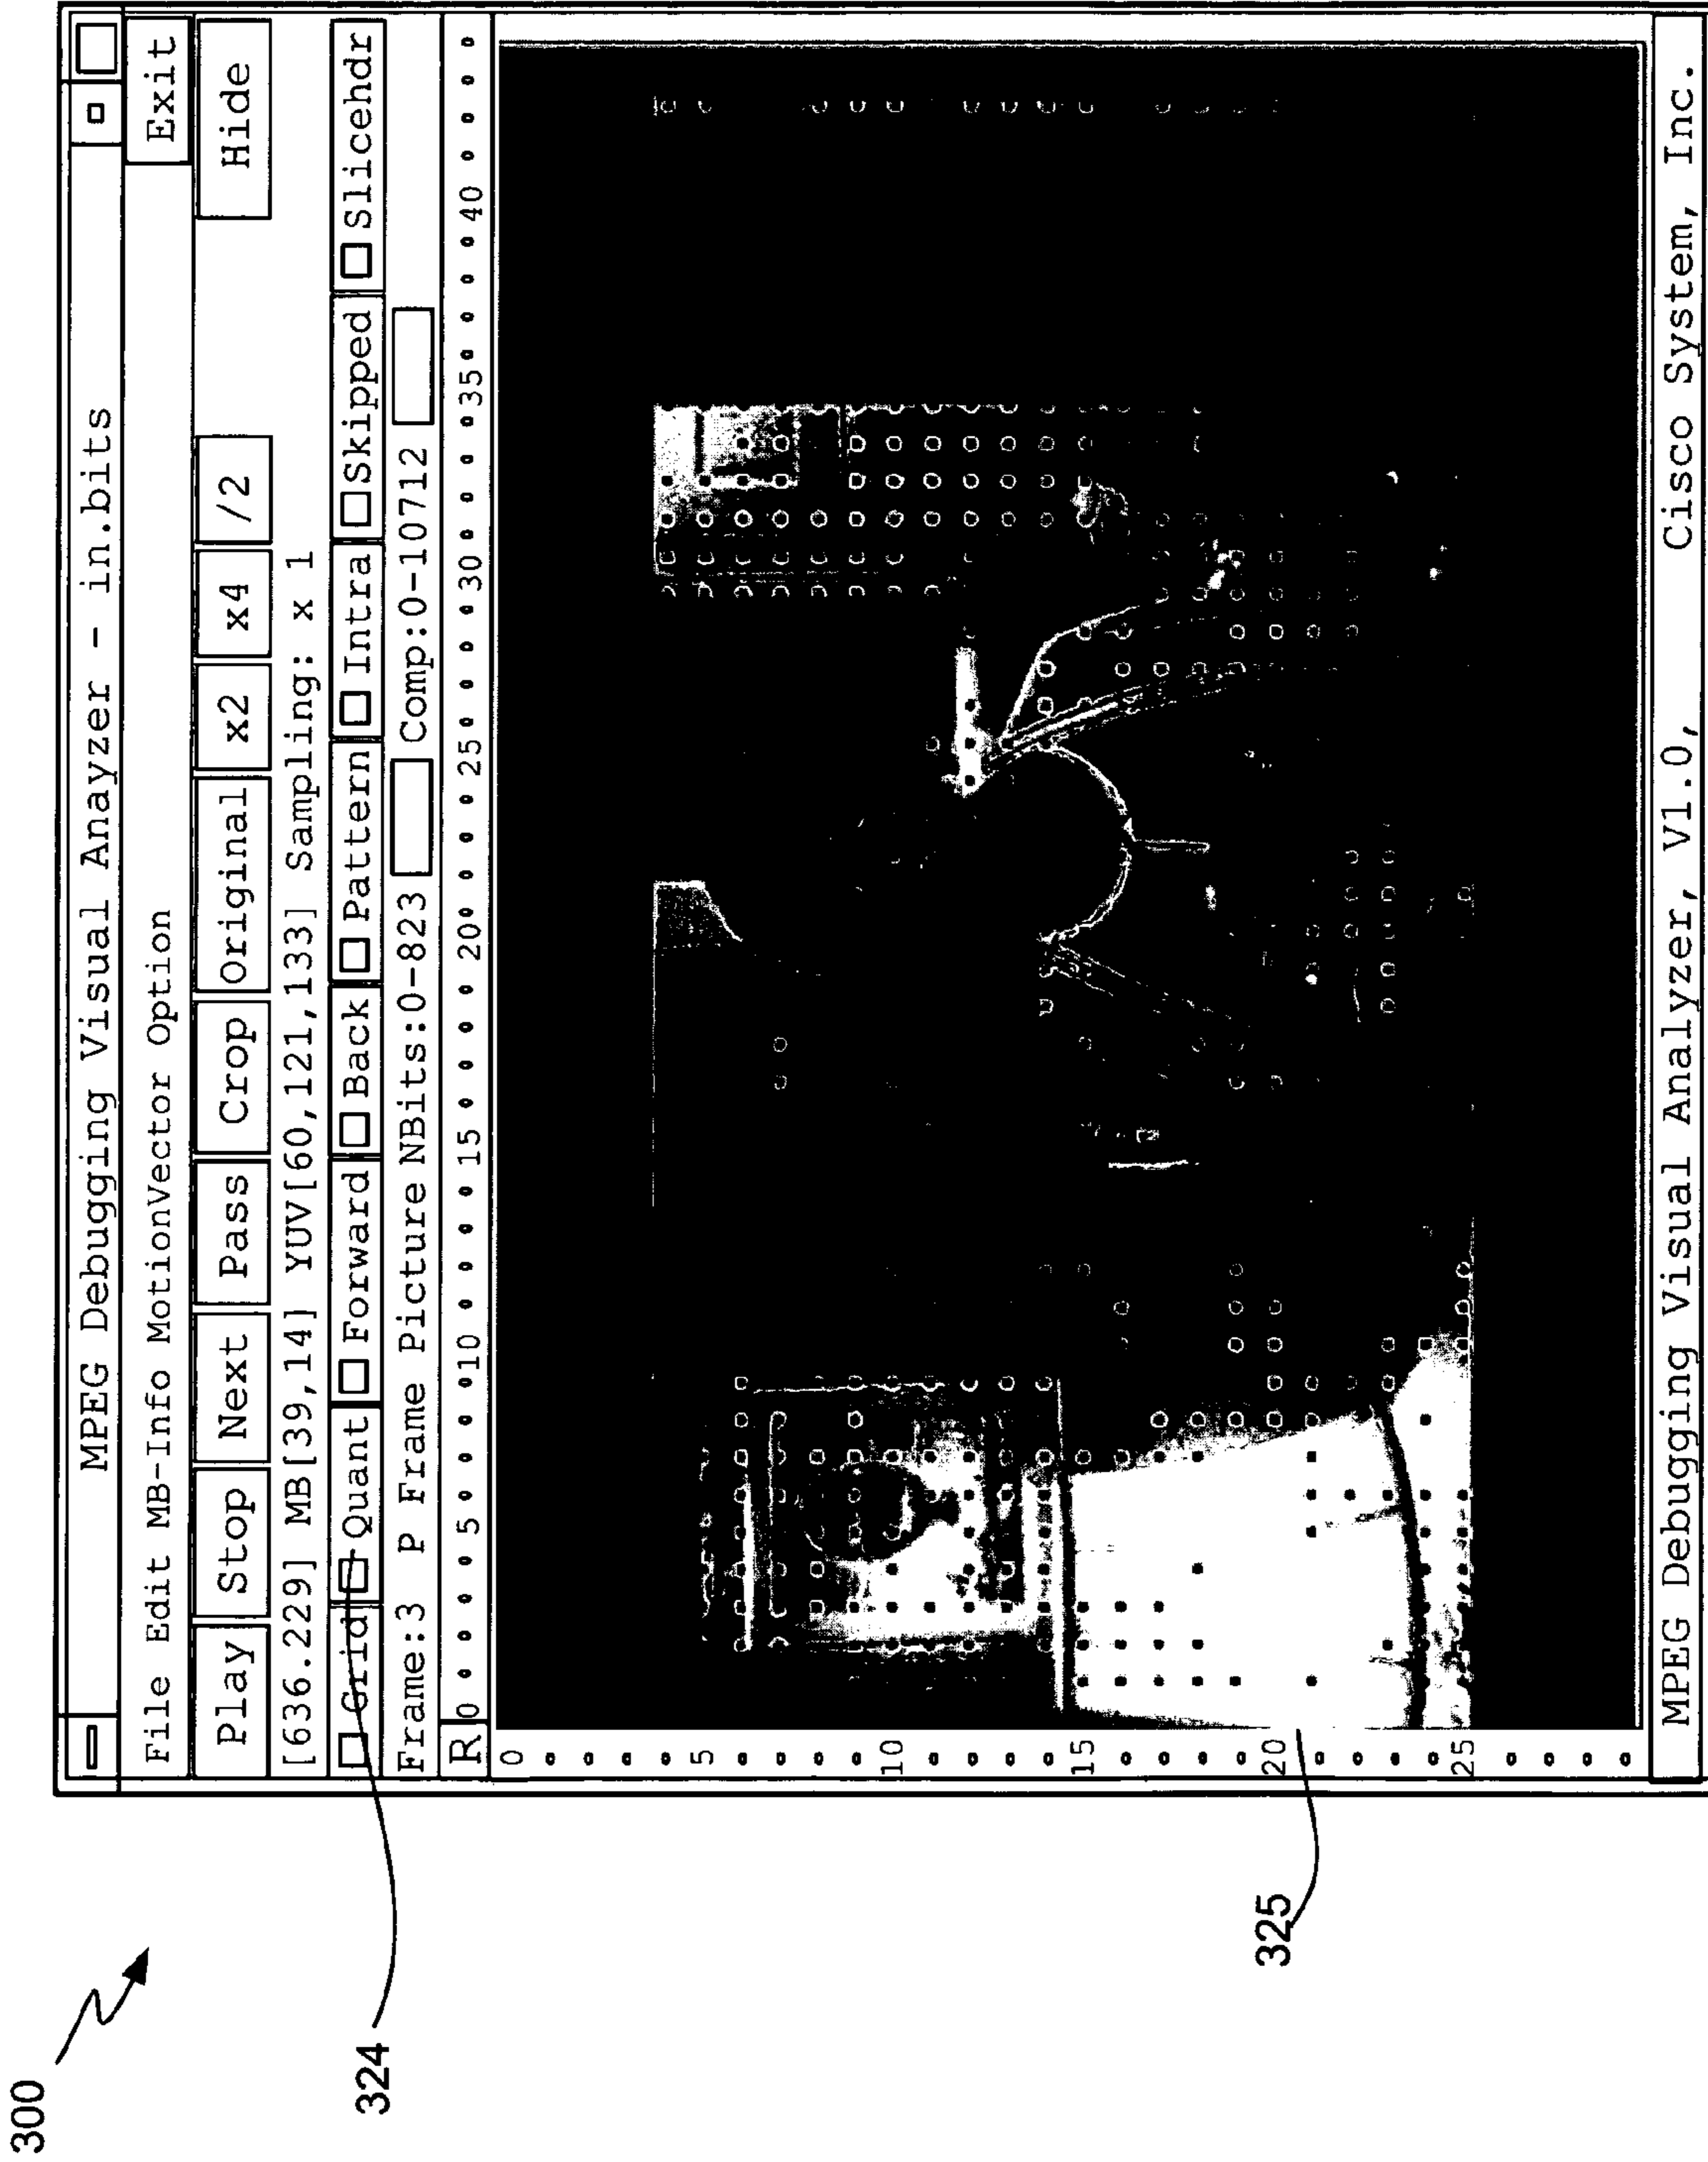 300
MPEG Debugging Visual Anayzer - in.bits
File Edit MB-Info MotionVector Option
Exit
Play Stop Next Pass Crop Original x2 x4 /2 Hide
[636.229] MB[39,14] YUV[60,121,133] Sampling: x 1
Grid Quant Forward Back Pattern Intra Skipped Slicehdr
Frame:3 P Frame Picture NBits:0-823 Comp:0-10712
R 0 5 10 15 20 25 30 35 40
0
5
10
15
20
25
324
325
MPEG Debugging Visual Analyzer, V1.0, Cisco System, Inc.